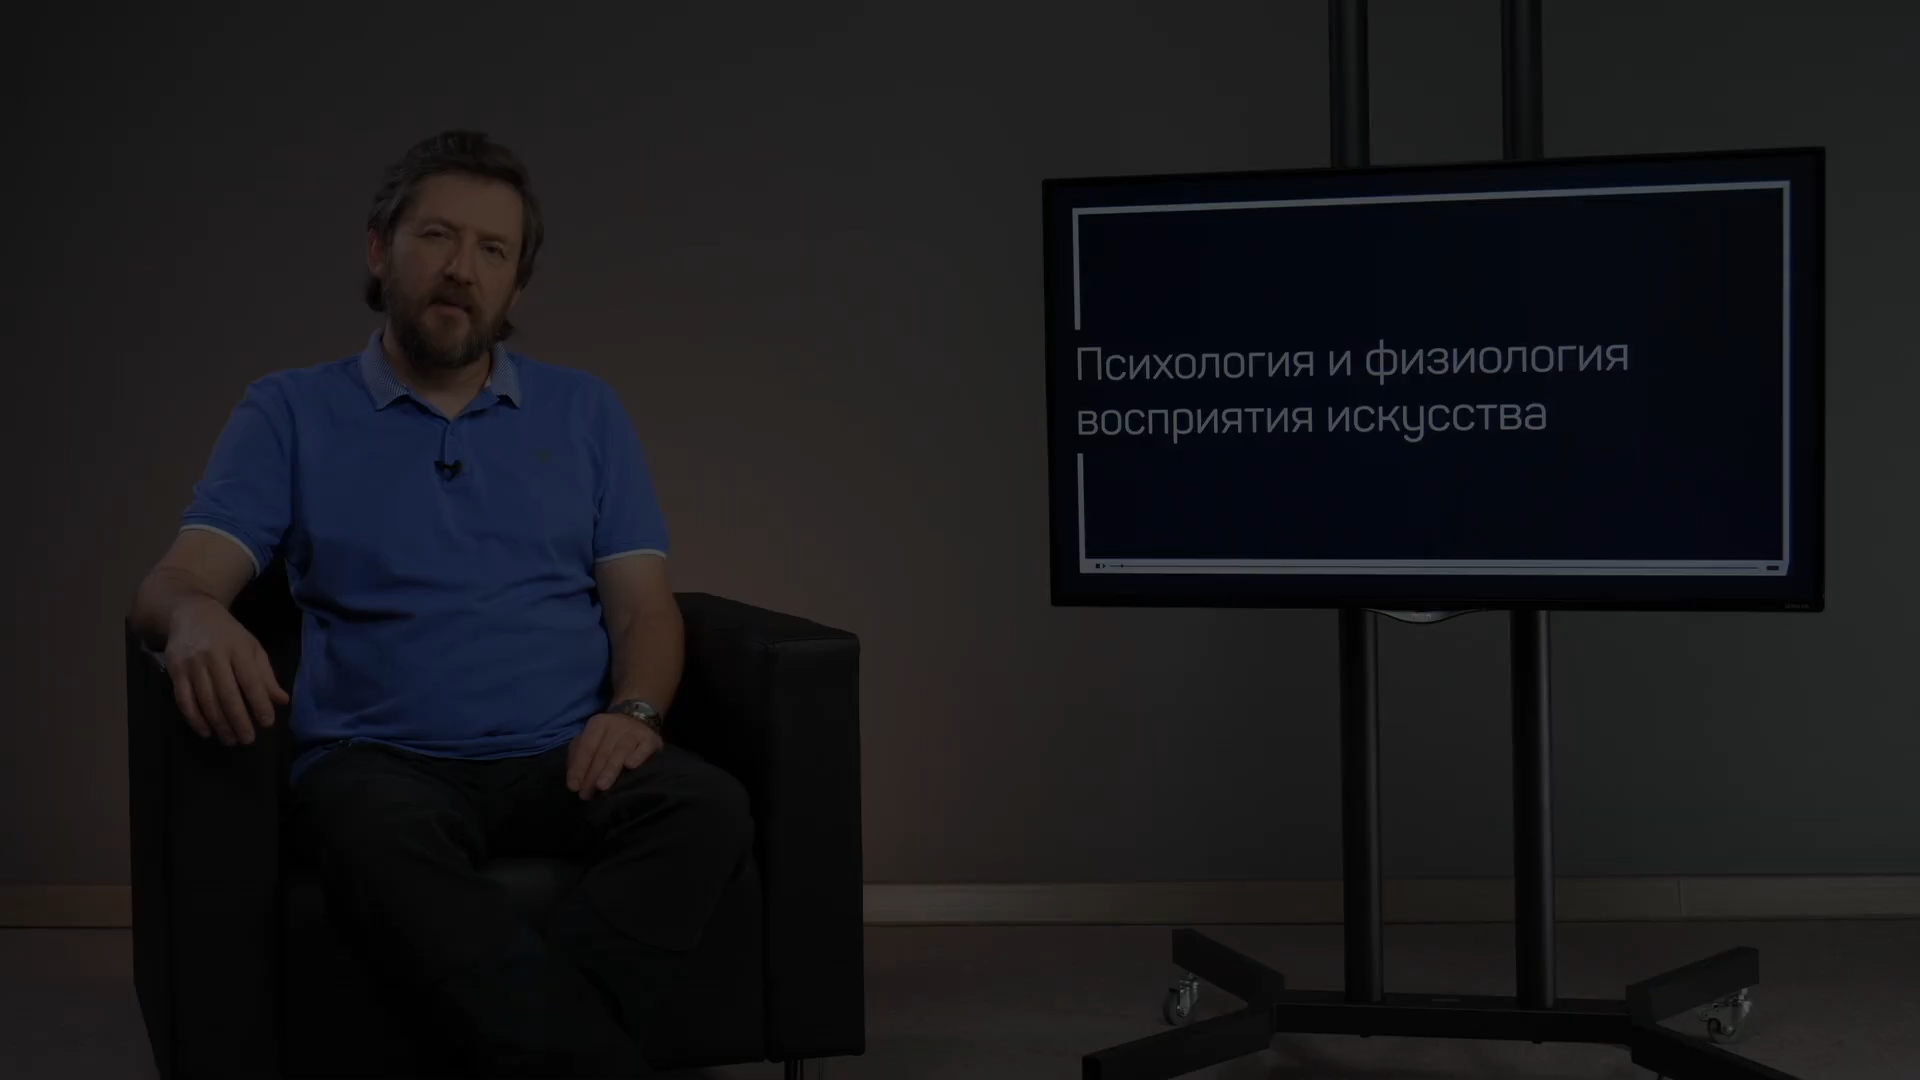 Психология и физиология
восприятия искусства